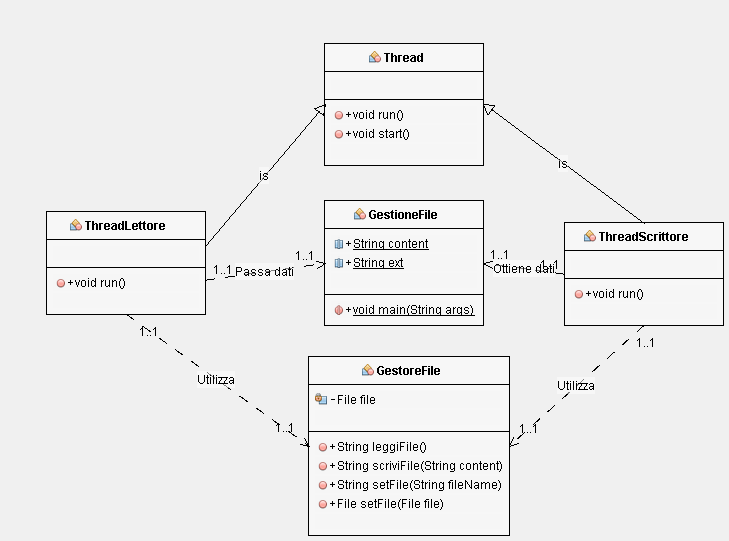 Thread
+void run()
+void start()
is
is
ThreadLettore
+void run()
GestioneFile
+String content
+String ext
+void main(String args)
ThreadScrittore
+void run()
1..1
1..1
Passa dati
1..1
1..1
Ottiene dati
1..1
Utilizza
1..1
1..1
Utilizza
1..1
GestoreFile
-File file
+String leggiFile()
+String scriviFile(String content)
+String setFile(String fileName)
+File setFile(File file)